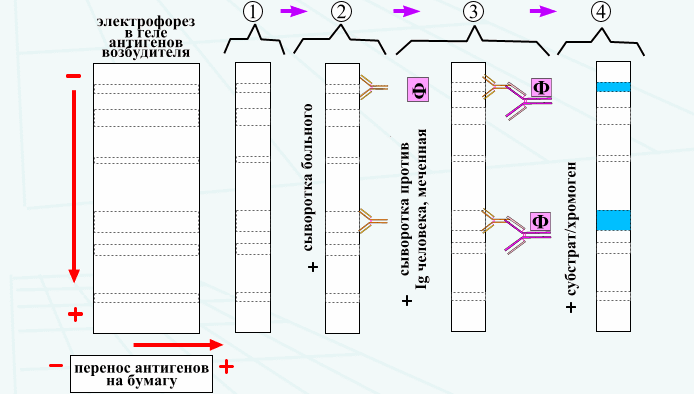 электрофорез
в геле
антигенов
возбудителя
1
2
3
4
−
+
+ сыворотка больного
Ф
+ сыворотка против
Ig человека, меченная
Ф
Ф
+ субстрат/хромоген
−
перенос антигенов
на бумагу
+